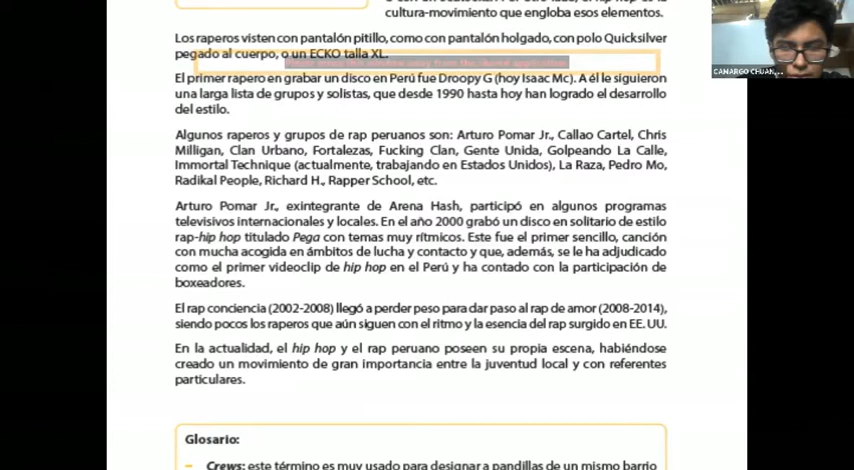 cultura-movimiento que engloba esos elementos.
CAMARGO CHUAN,...
Los raperos visten con pantalón pitillo, como con pantalón holgado, con polo Quicksilver
pegado al cuerpo, o un ECKO talla XL.
Please move this window away from the shared application
El primer rapero en grabar un disco en Perú fue Droopy G (hoy Isaac Mc). A él le siguieron
una larga lista de grupos y solistas, que desde 1990 hasta hoy han logrado el desarrollo
del estilo.
Algunos raperos y grupos de rap peruanos son: Arturo Pomar Jr., Callao Cartel, Chris
Milligan, Clan Urbano, Fortalezas, Fucking Clan, Gente Unida, Golpeando La Calle,
Immortal Technique (actualmente, trabajando en Estados Unidos), La Raza, Pedro Mo,
Radikal People, Richard H., Rapper School, etc.
Arturo Pomar Jr., exintegrante de Arena Hash, participó en algunos programas
televisivos internacionales y locales. En el año 2000 grabó un disco en solitario de estilo
rap-hip hop titulado Pega con temas muy rítmicos. Este fue el primer sencillo, canción
con mucha acogida en ámbitos de lucha y contacto y que, además, se le ha adjudicado
como el primer videoclip de hip hop en el Perú y ha contado con la participación de
boxeadores.
El rap conciencia (2002-2008) llegó a perder peso para dar paso al rap de amor (2008-2014),
siendo pocos los raperos que aún siguen con el ritmo y la esencia del rap surgido en EE. UU.
En la actualidad, el hip hop y el rap peruano poseen su propia escena, habiéndose
creado un movimiento de gran importancia entre la juventud local y con referentes
particulares.
Glosario:
– Crews: este término es muy usado para designar a pandillas de un mismo barrio